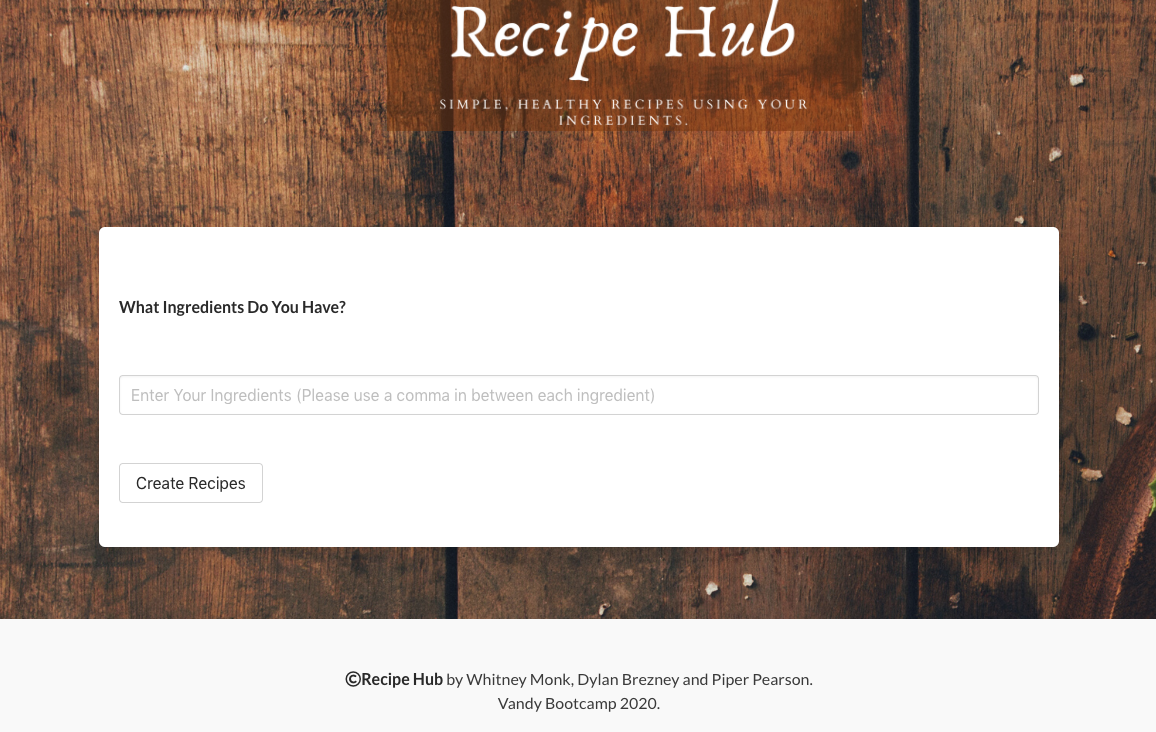 Recipe Hub
SIMPLE, HEALTHY RECIPES USING YOUR
INGREDIENTS.
What Ingredients Do You Have?
Enter Your Ingredients (Please use a comma in between each ingredient)
Create Recipes
©Recipe Hub by Whitney Monk, Dylan Brezney and Piper Pearson.
Vandy Bootcamp 2020.